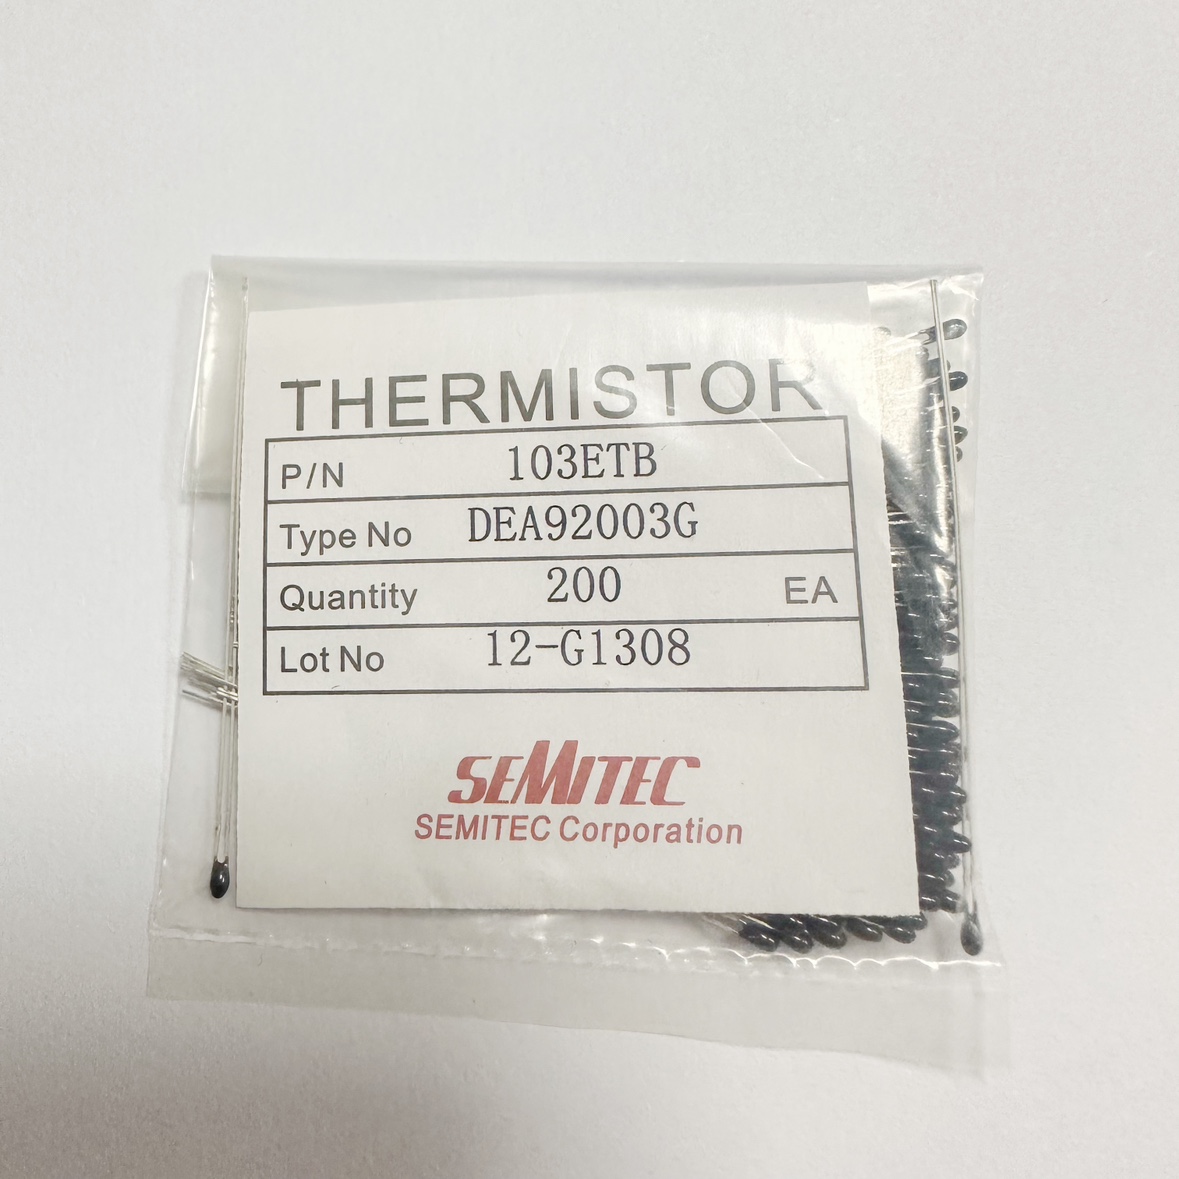 THERMISTOR
P/N 103ETB
Type No DEA92003G
Quantity 200 EA
Lot No 12-G1308
SEMITEC
SEMITEC Corporation